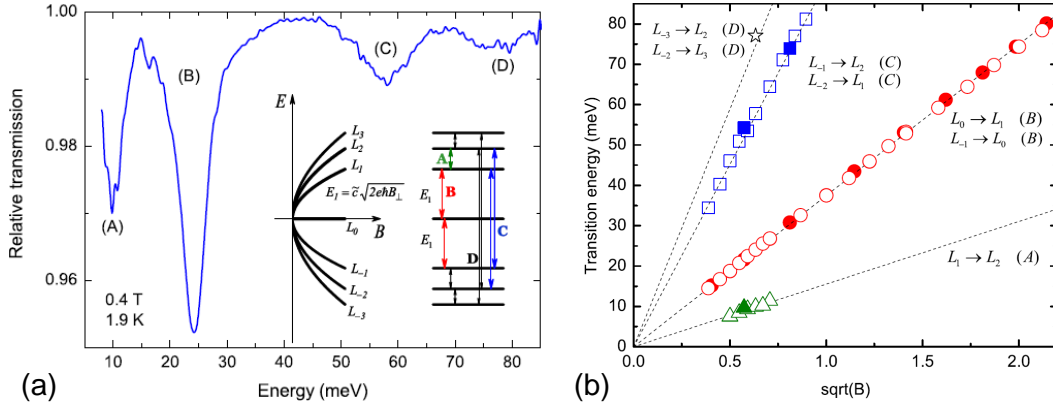 1.00
0.98
0.96
Relative transmission
10 20 30 40 50 60 70 80
Energy (meV)
(A)
(B)
(C)
(D)
0.4 T
1.9 K
E
L₃
L₂
L₁
E₁ = c̃√2eħB⊥
L₀
B
L₋₁
L₋₂
L₋₃
A
B
E₁
E₁
C
D
(a)
80
70
60
50
40
30
20
10
0
Transition energy (meV)
0.0 0.5 1.0 1.5 2.0
sqrt(B)
L₋₃ → L₂ (D)
L₋₂ → L₃ (D)
L₋₁ → L₂ (C)
L₋₂ → L₁ (C)
L₀ → L₁ (B)
L₋₁ → L₀ (B)
L₁ → L₂ (A)
(b)